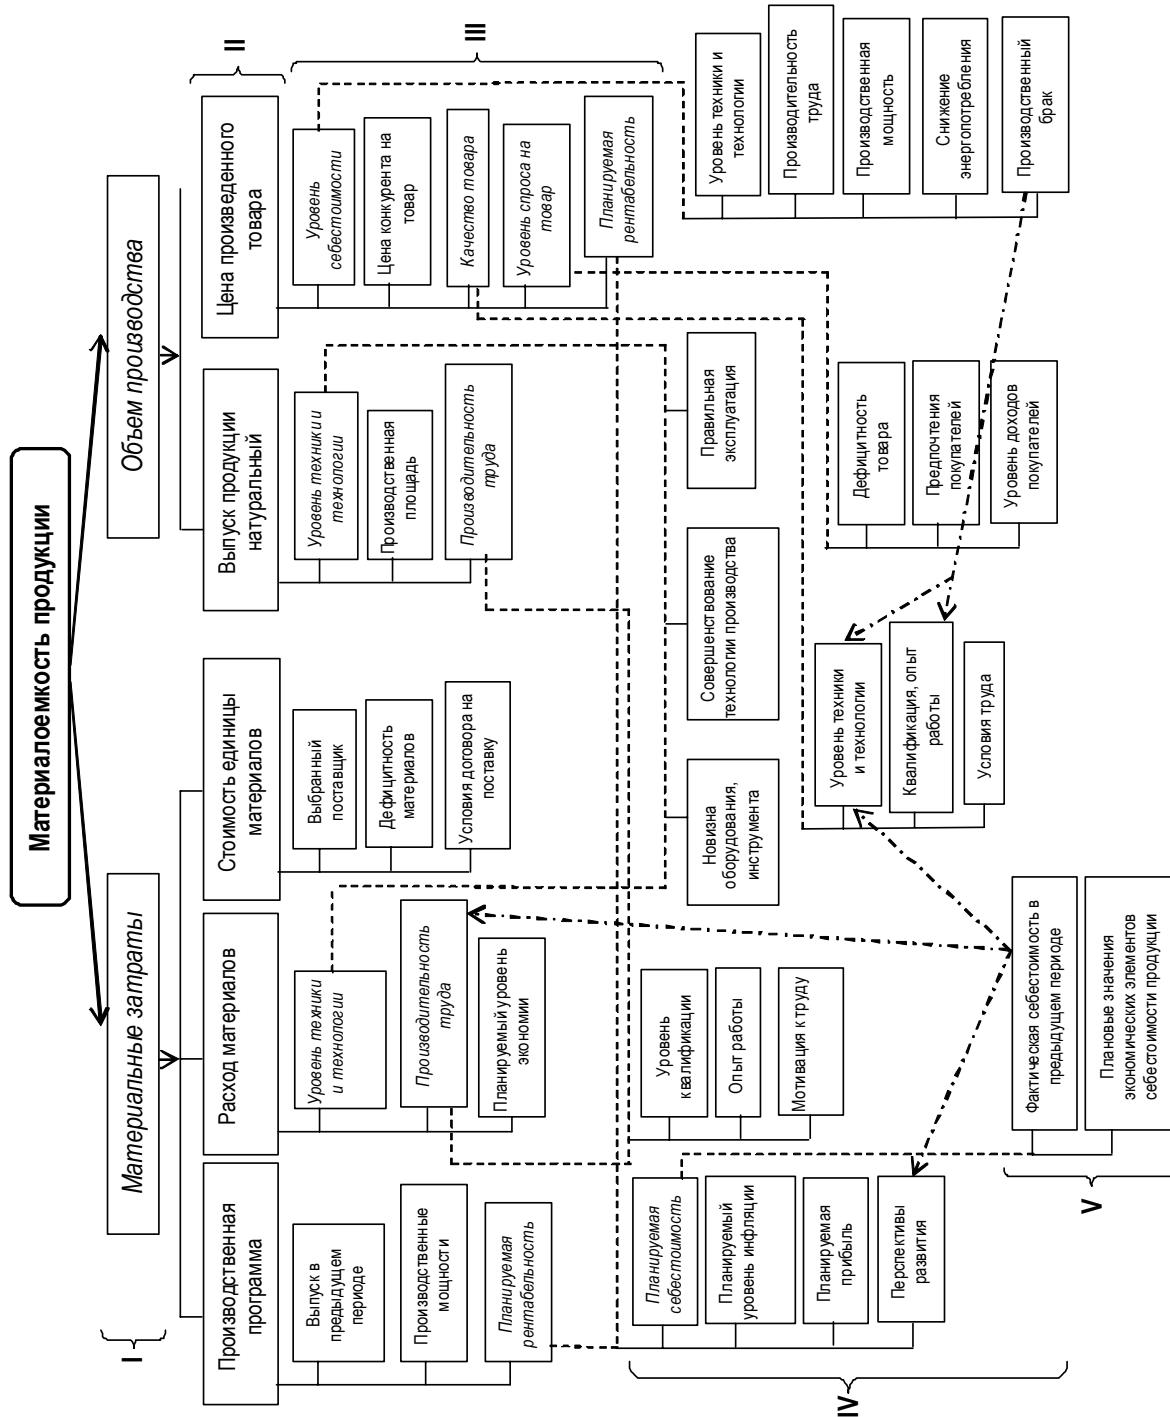 Материалоемкость продукции
I
Материальные затраты
Объем производства
II
Производственная
программа
Расход материалов
Стоимость единицы
материалов
Выпуск продукции
натуральный
Цена произведенного
товара
III
Выпуск в
предыдущем
периоде
Производственные
мощности
Планируемая
рентабельность
Уровень техники
и технологии
Производительность
труда
Планируемый уровень
экономии
Выбранный
поставщик
Дефицитность
материалов
Условия договора на
поставку
Уровень техники и
технологии
Производственная
площадь
Производительность
труда
Уровень
себестоимости
Цена конкурента на
товар
Качество товара
Уровень спроса на
товар
Планируемая
рентабельность
IV
Планируемая
себестоимость
Планируемый
уровень инфляции
Планируемая
прибыль
Перспективы
развития
Уровень
квалификации
Опыт работы
Мотивация к труду
Новизна
оборудования,
инструмента
Совершенствование
технологии производства
Правильная
эксплуатация
Уровень техники и
технологии
Производительность
труда
Производственная
мощность
Снижение
энергопотребления
Производственный
брак
Уровень техники
и технологии
Квалификация, опыт
работы
Условия труда
Дефицитность
товара
Предпочтения
покупателей
Уровень доходов
покупателей
V
Фактическая себестоимость в
предыдущем периоде
Плановые значения
экономических элементов
себестоимости продукции